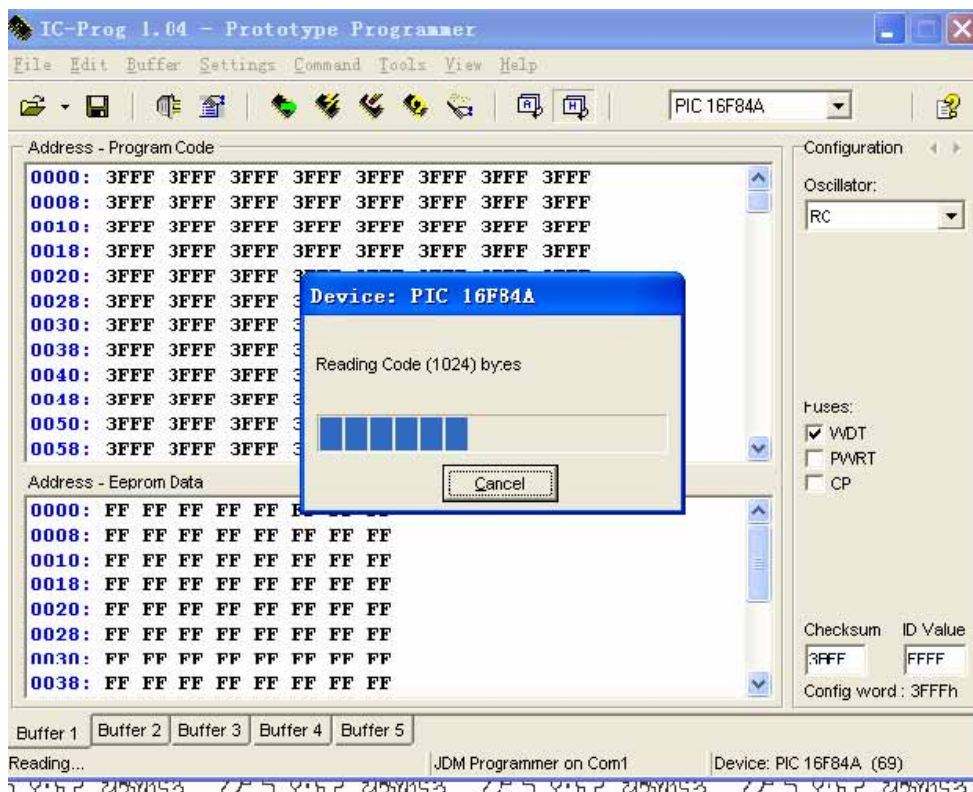 IC-Prog 1.04 - Prototype Programmer
File Edit Buffer Settings Command Tools View Help
PIC 16F84A
Address - Program Code
0000: 3FFF 3FFF 3FFF 3FFF 3FFF 3FFF 3FFF 3FFF
0008: 3FFF 3FFF 3FFF 3FFF 3FFF 3FFF 3FFF 3FFF
0010: 3FFF 3FFF 3FFF 3FFF 3FFF 3FFF 3FFF 3FFF
0018: 3FFF 3FFF 3FFF 3FFF 3FFF 3FFF 3FFF 3FFF
0020: 3FFF 3FFF 3FFF
0028: 3FFF 3FFF 3FFF
0030: 3FFF 3FFF 3FFF
0038: 3FFF 3FFF 3FFF
0040: 3FFF 3FFF 3FFF
0048: 3FFF 3FFF 3FFF
0050: 3FFF 3FFF 3FFF
0058: 3FFF 3FFF 3FFF
Device: PIC 16F84A
Reading Code (1024) bytes
Cancel
Address - Eeprom Data
0000: FF FF FF FF FF
0008: FF FF FF FF FF FF FF FF
0010: FF FF FF FF FF FF FF FF
0018: FF FF FF FF FF FF FF FF
0020: FF FF FF FF FF FF FF FF
0028: FF FF FF FF FF FF FF FF
0030: FF FF FF FF FF FF FF FF
0038: FF FF FF FF FF FF FF FF
Configuration
Oscillator:
RC
Fuses:
WDT
PWRT
CP
Checksum ID Value
3BFF FFFF
Config word : 3FFFh
Buffer 1 Buffer 2 Buffer 3 Buffer 4 Buffer 5
Reading... JDM Programmer on Com1 Device: PIC 16F84A (69)